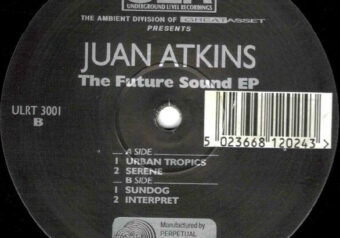 UNDERGROUND LEVEL RECORDINGS
THE AMBIENT DIVISION OF GREAT ASSET
PRESENTS
JUAN ATKINS
The Future Sound EP
ULRT 3001
B
5 023668 120243 >
A SIDE
1 URBAN TROPICS
2 SERENE
B SIDE
1 SUNDOG
2 INTERPRET
Manufactured by
PERPETUAL